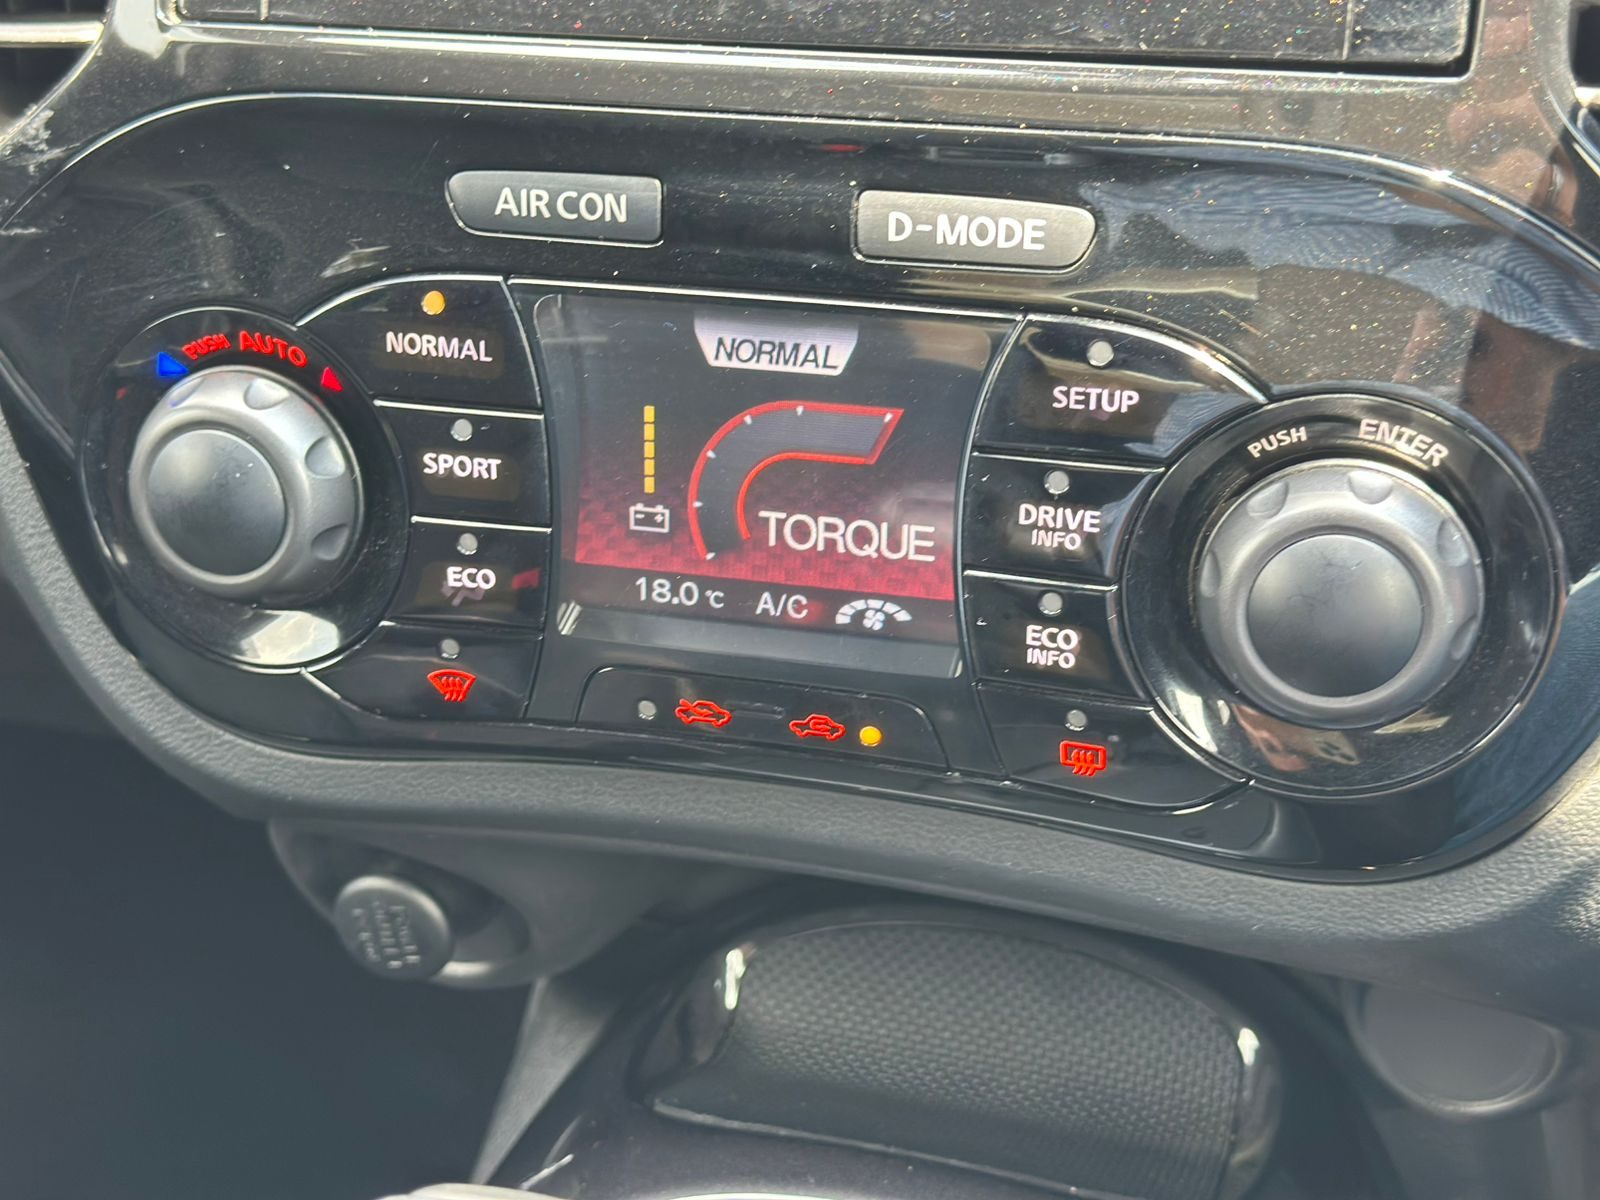 AIR CON
D-MODE
PUSH AUTO
NORMAL
SPORT
ECO
NORMAL
TORQUE
18.0 °C A/C
SETUP
DRIVE
INFO
ECO
INFO
PUSH ENTER